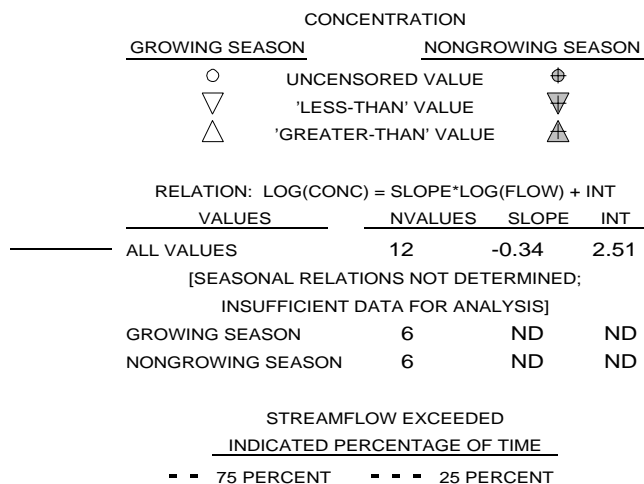 CONCENTRATION
GROWING SEASON NONGROWING SEASON
UNCENSORED VALUE
'LESS-THAN' VALUE
'GREATER-THAN' VALUE
RELATION: LOG(CONC) = SLOPE*LOG(FLOW) + INT
VALUES NVALUES SLOPE INT
ALL VALUES 12 -0.34 2.51
[SEASONAL RELATIONS NOT DETERMINED;
INSUFFICIENT DATA FOR ANALYSIS]
GROWING SEASON 6 ND ND
NONGROWING SEASON 6 ND ND
STREAMFLOW EXCEEDED
INDICATED PERCENTAGE OF TIME
75 PERCENT 25 PERCENT